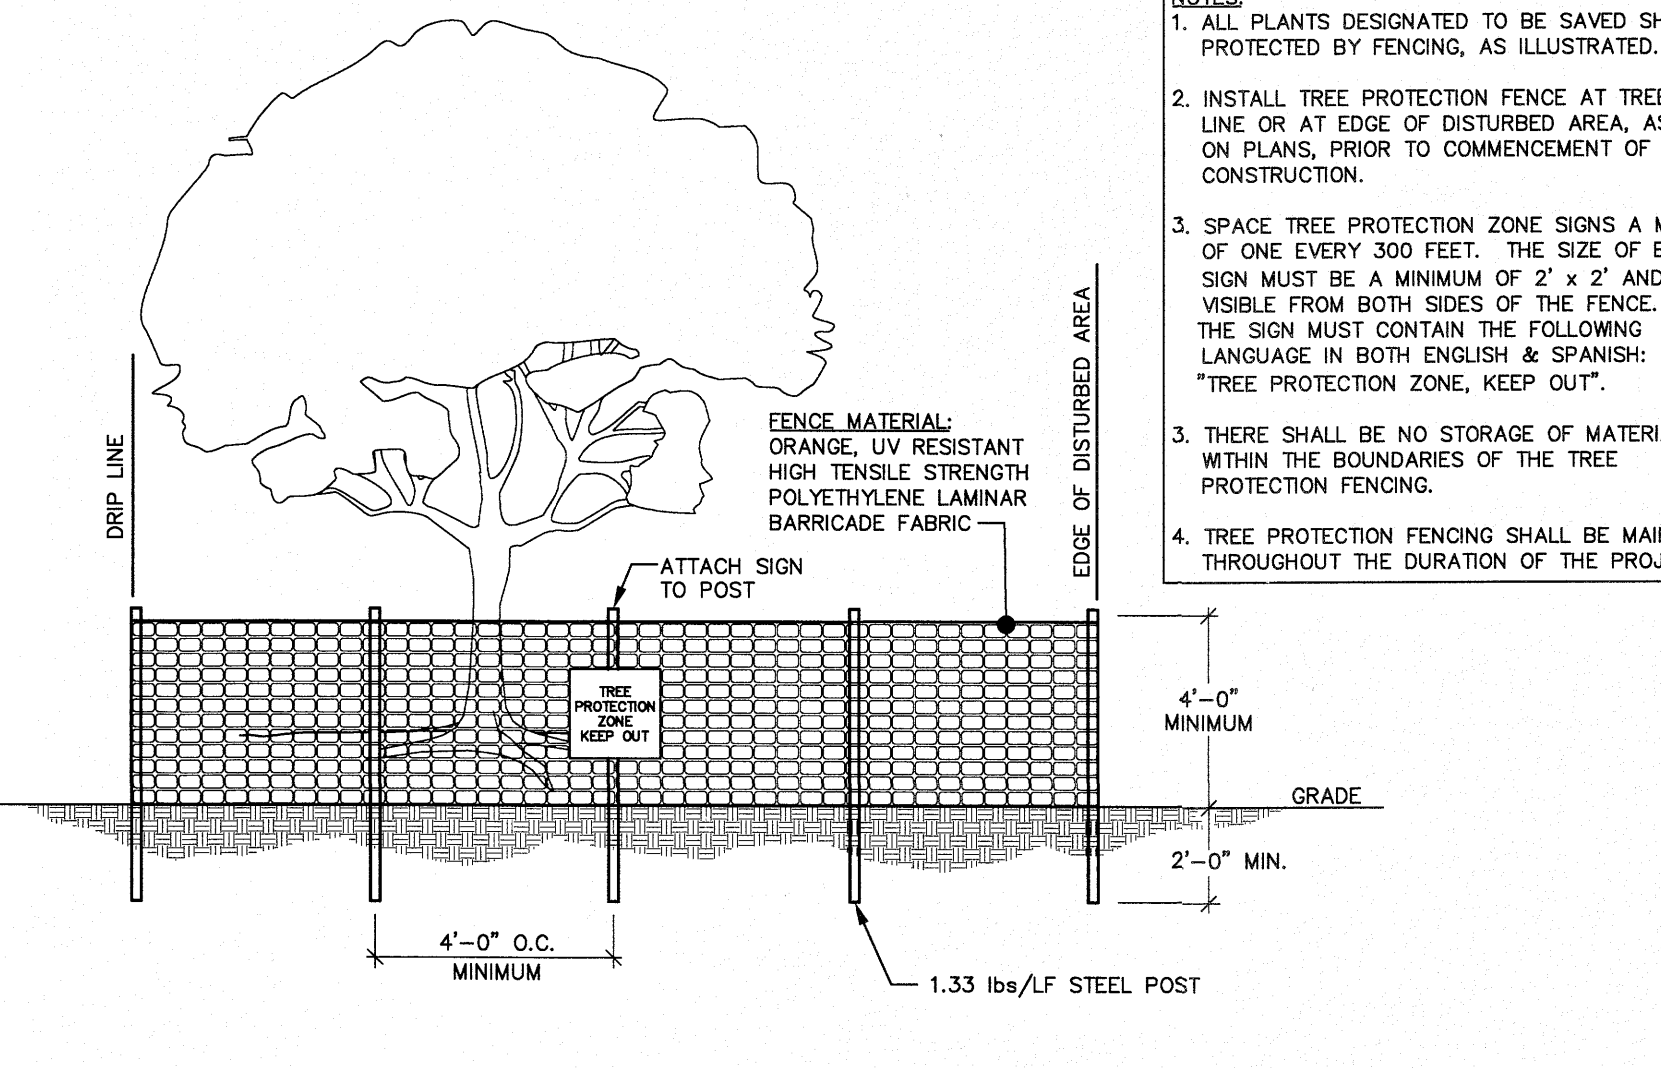 NOTES:
1. ALL PLANTS DESIGNATED TO BE SAVED
PROTECTED BY FENCING, AS ILLUSTRATED.
2. INSTALL TREE PROTECTION FENCE AT TREE
LINE OR AT EDGE OF DISTURBED AREA,
ON PLANS, PRIOR TO COMMENCEMENT OF
CONSTRUCTION.
3. SPACE TREE PROTECTION ZONE SIGNS A
OF ONE EVERY 300 FEET. THE SIZE OF
SIGN MUST BE A MINIMUM OF 2' x 2' AND
VISIBLE FROM BOTH SIDES OF THE FENCE.
THE SIGN MUST CONTAIN THE FOLLOWING
LANGUAGE IN BOTH ENGLISH & SPANISH:
"TREE PROTECTION ZONE, KEEP OUT".
3. THERE SHALL BE NO STORAGE OF
WITHIN THE BOUNDARIES OF THE TREE
PROTECTION FENCING.
4. TREE PROTECTION FENCING SHALL BE
THROUGHOUT THE DURATION OF THE
DRIP LINE
EDGE OF DISTURBED AREA
FENCE MATERIAL:
ORANGE, UV RESISTANT
HIGH TENSILE STRENGTH
POLYETHYLENE LAMINAR
BARRICADE FABRIC
ATTACH SIGN
TO POST
TREE
PROTECTION
ZONE
KEEP OUT
4'-0"
MINIMUM
GRADE
2'-0" MIN.
4'-0" O.C.
MINIMUM
1.33 lbs/LF STEEL POST